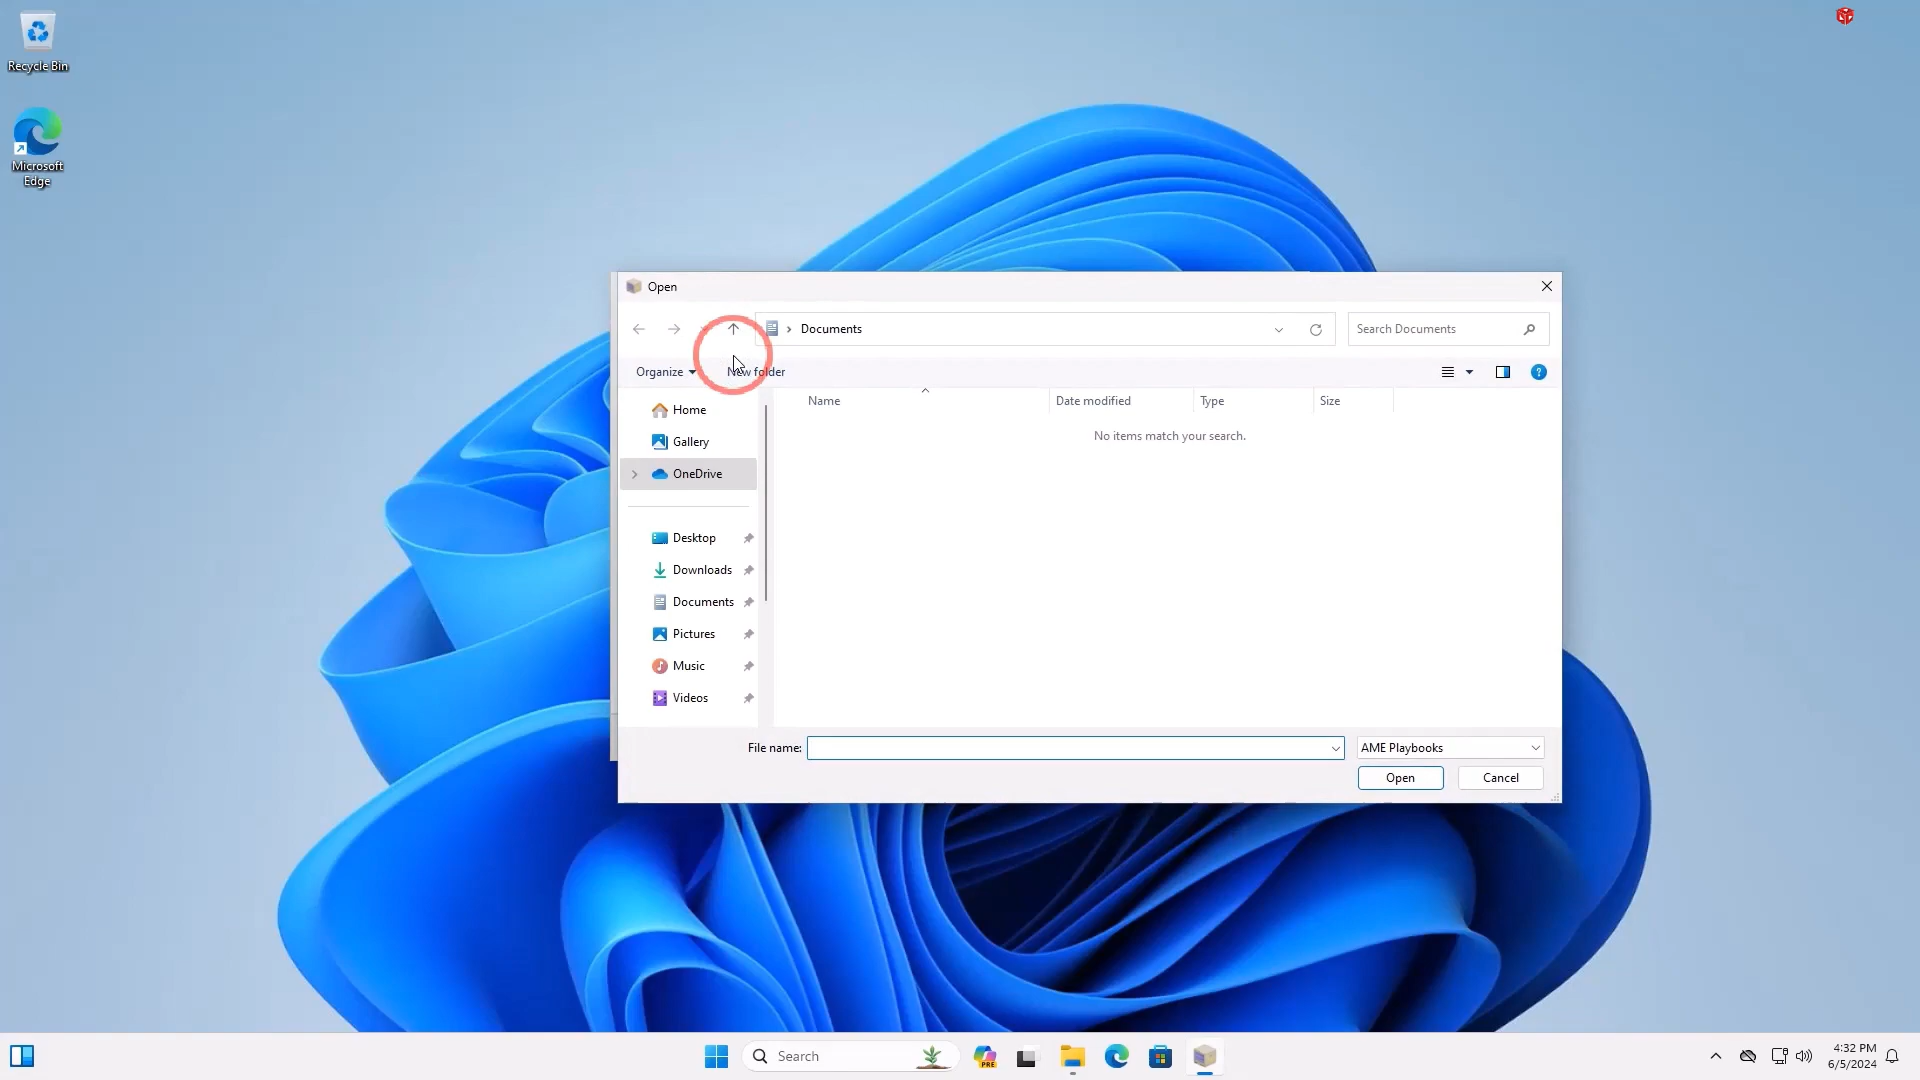 Recycle Bin
Microsoft
Edge
Open
Documents
Search Documents
Organize
New folder
Name
Date modified
Type
Size
No items match your search.
Home
Gallery
OneDrive
Desktop
Downloads
Documents
Pictures
Music
Videos
File name:
AME Playbooks
Open
Cancel
Search
PRE
4:32 PM
6/5/2024